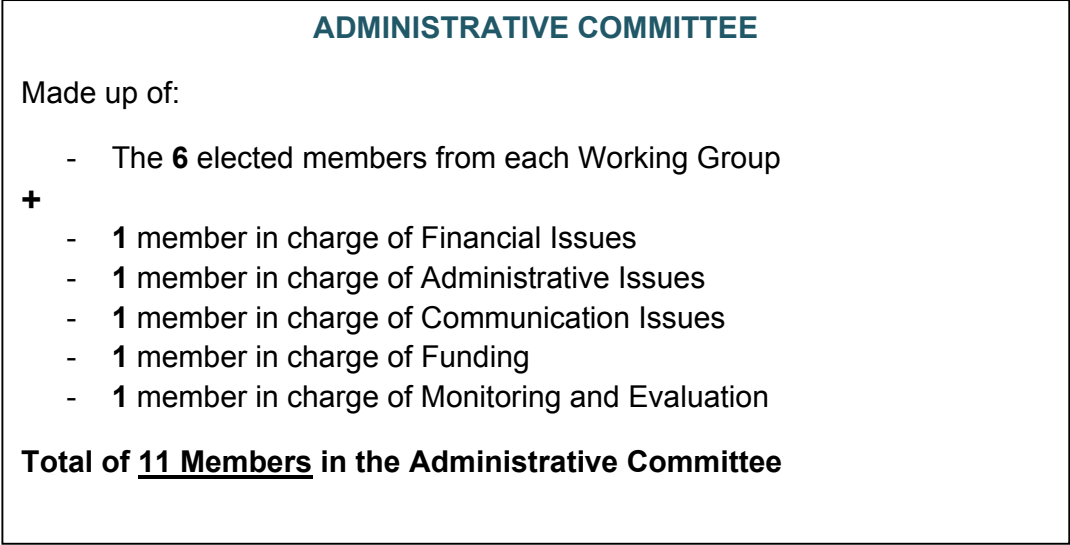 ADMINISTRATIVE COMMITTEE
Made up of:
- The 6 elected members from each Working Group
+
- 1 member in charge of Financial Issues
- 1 member in charge of Administrative Issues
- 1 member in charge of Communication Issues
- 1 member in charge of Funding
- 1 member in charge of Monitoring and Evaluation
Total of 11 Members in the Administrative Committee